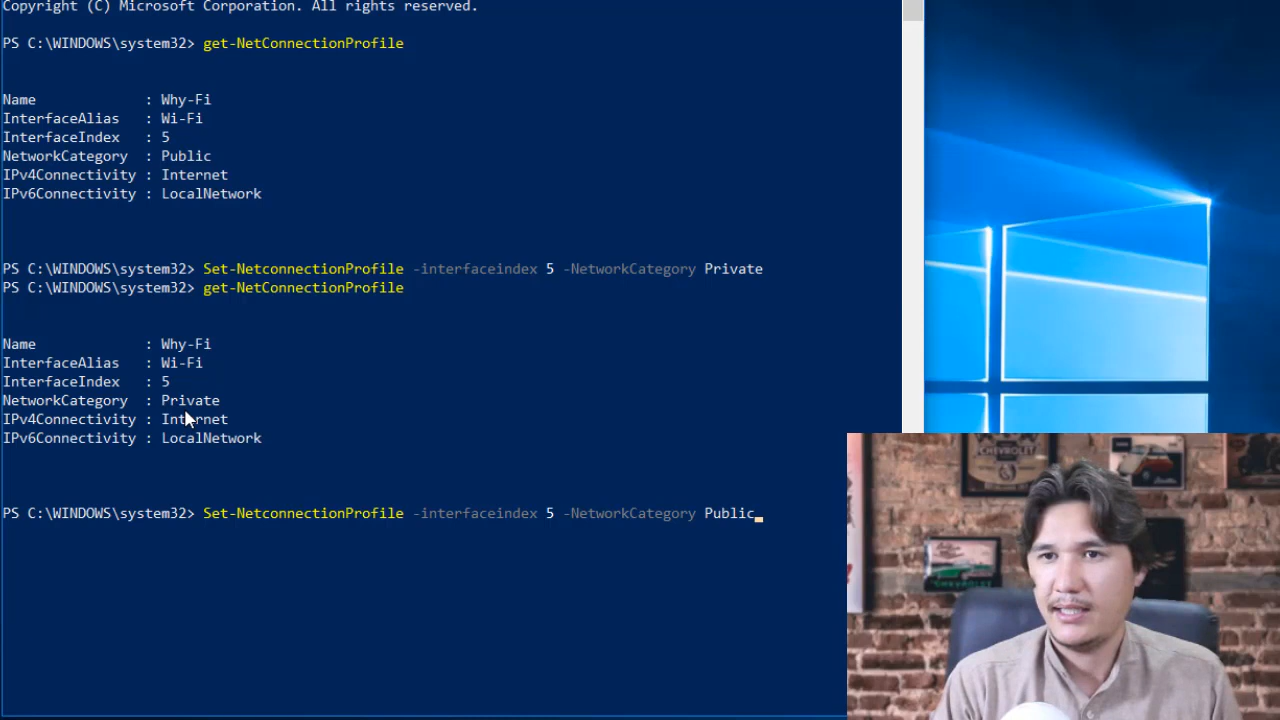 Copyright (C) Microsoft Corporation. All rights reserved.
PS C:\WINDOWS\system32> get-NetConnectionProfile
Name : Why-Fi
InterfaceAlias : Wi-Fi
InterfaceIndex : 5
NetworkCategory : Public
IPv4Connectivity : Internet
IPv6Connectivity : LocalNetwork
PS C:\WINDOWS\system32> Set-NetconnectionProfile -interfaceindex 5 -NetworkCategory Private
PS C:\WINDOWS\system32> get-NetConnectionProfile
Name : Why-Fi
InterfaceAlias : Wi-Fi
InterfaceIndex : 5
NetworkCategory : Private
IPv4Connectivity : Internet
IPv6Connectivity : LocalNetwork
PS C:\WINDOWS\system32> Set-NetconnectionProfile -interfaceindex 5 -NetworkCategory Public
CHEVROLET